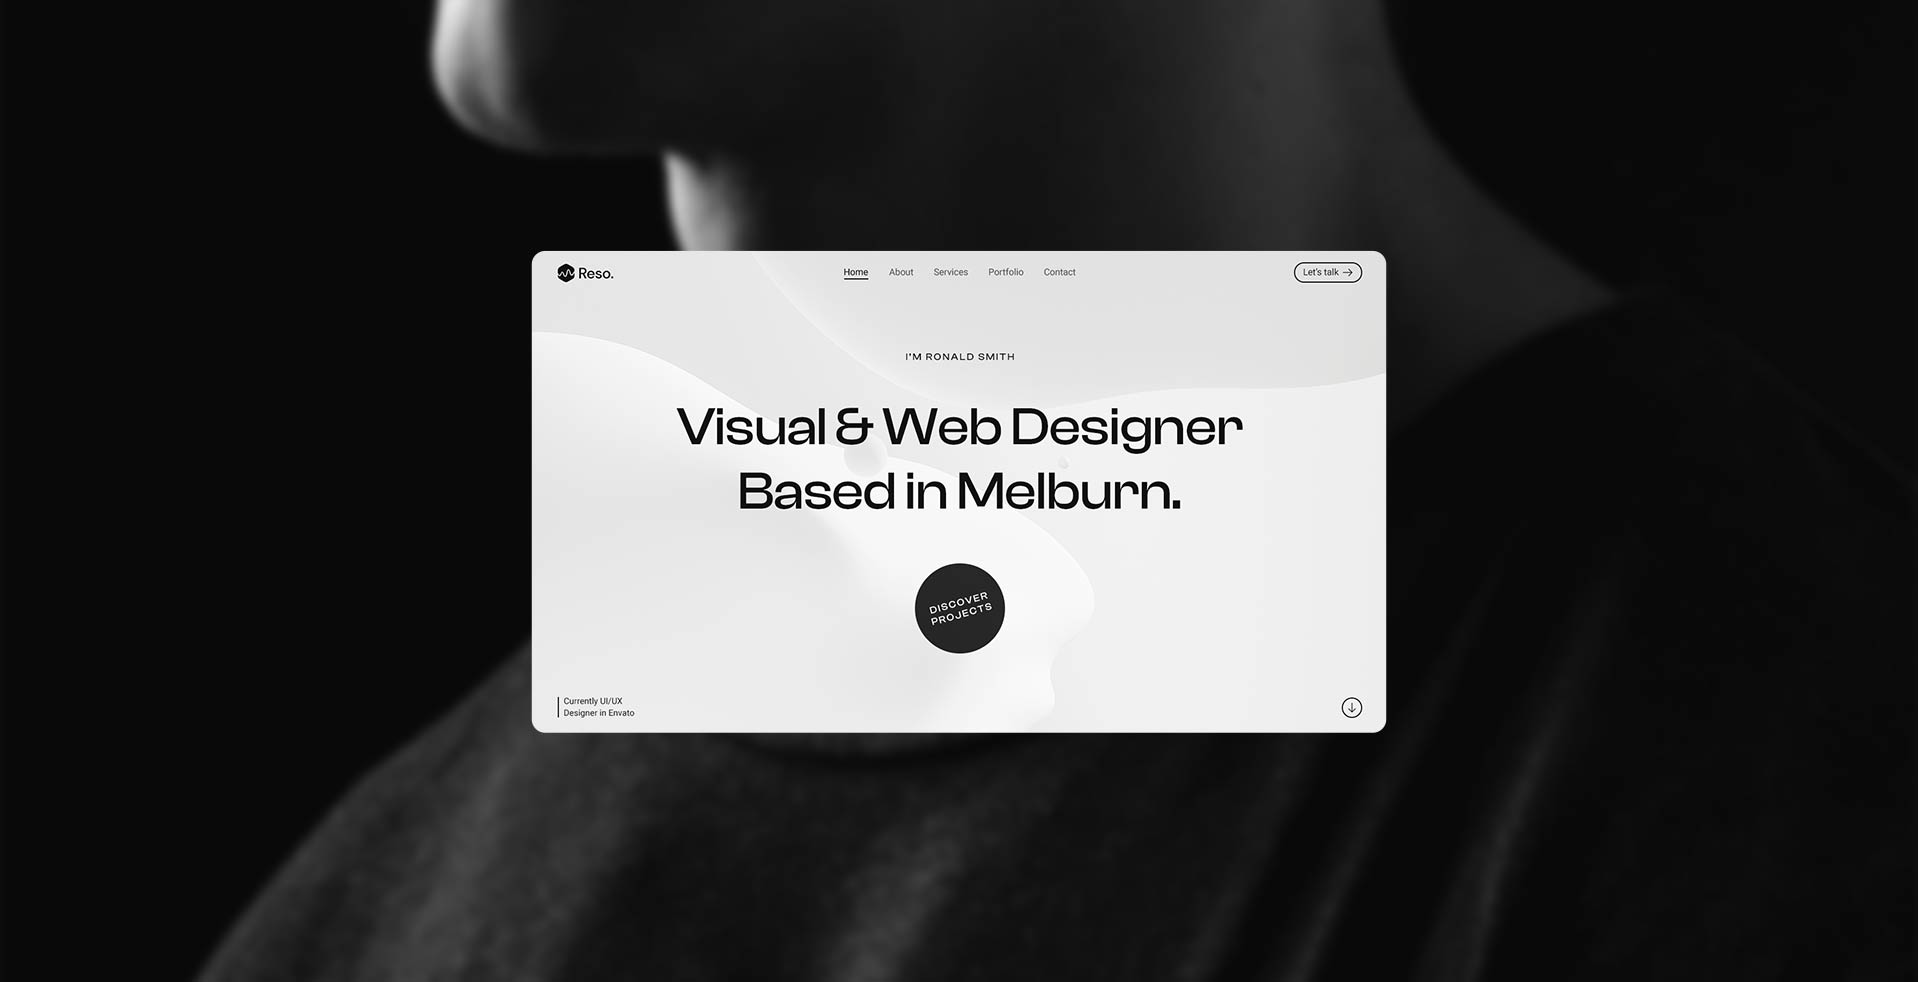 Reso.
Home About Services Portfolio Contact
Let's talk
I'M RONALD SMITH
Visual & Web Designer
Based in Melburn.
DISCOVER
PROJECTS
Currently UI/UX
Designer in Envato